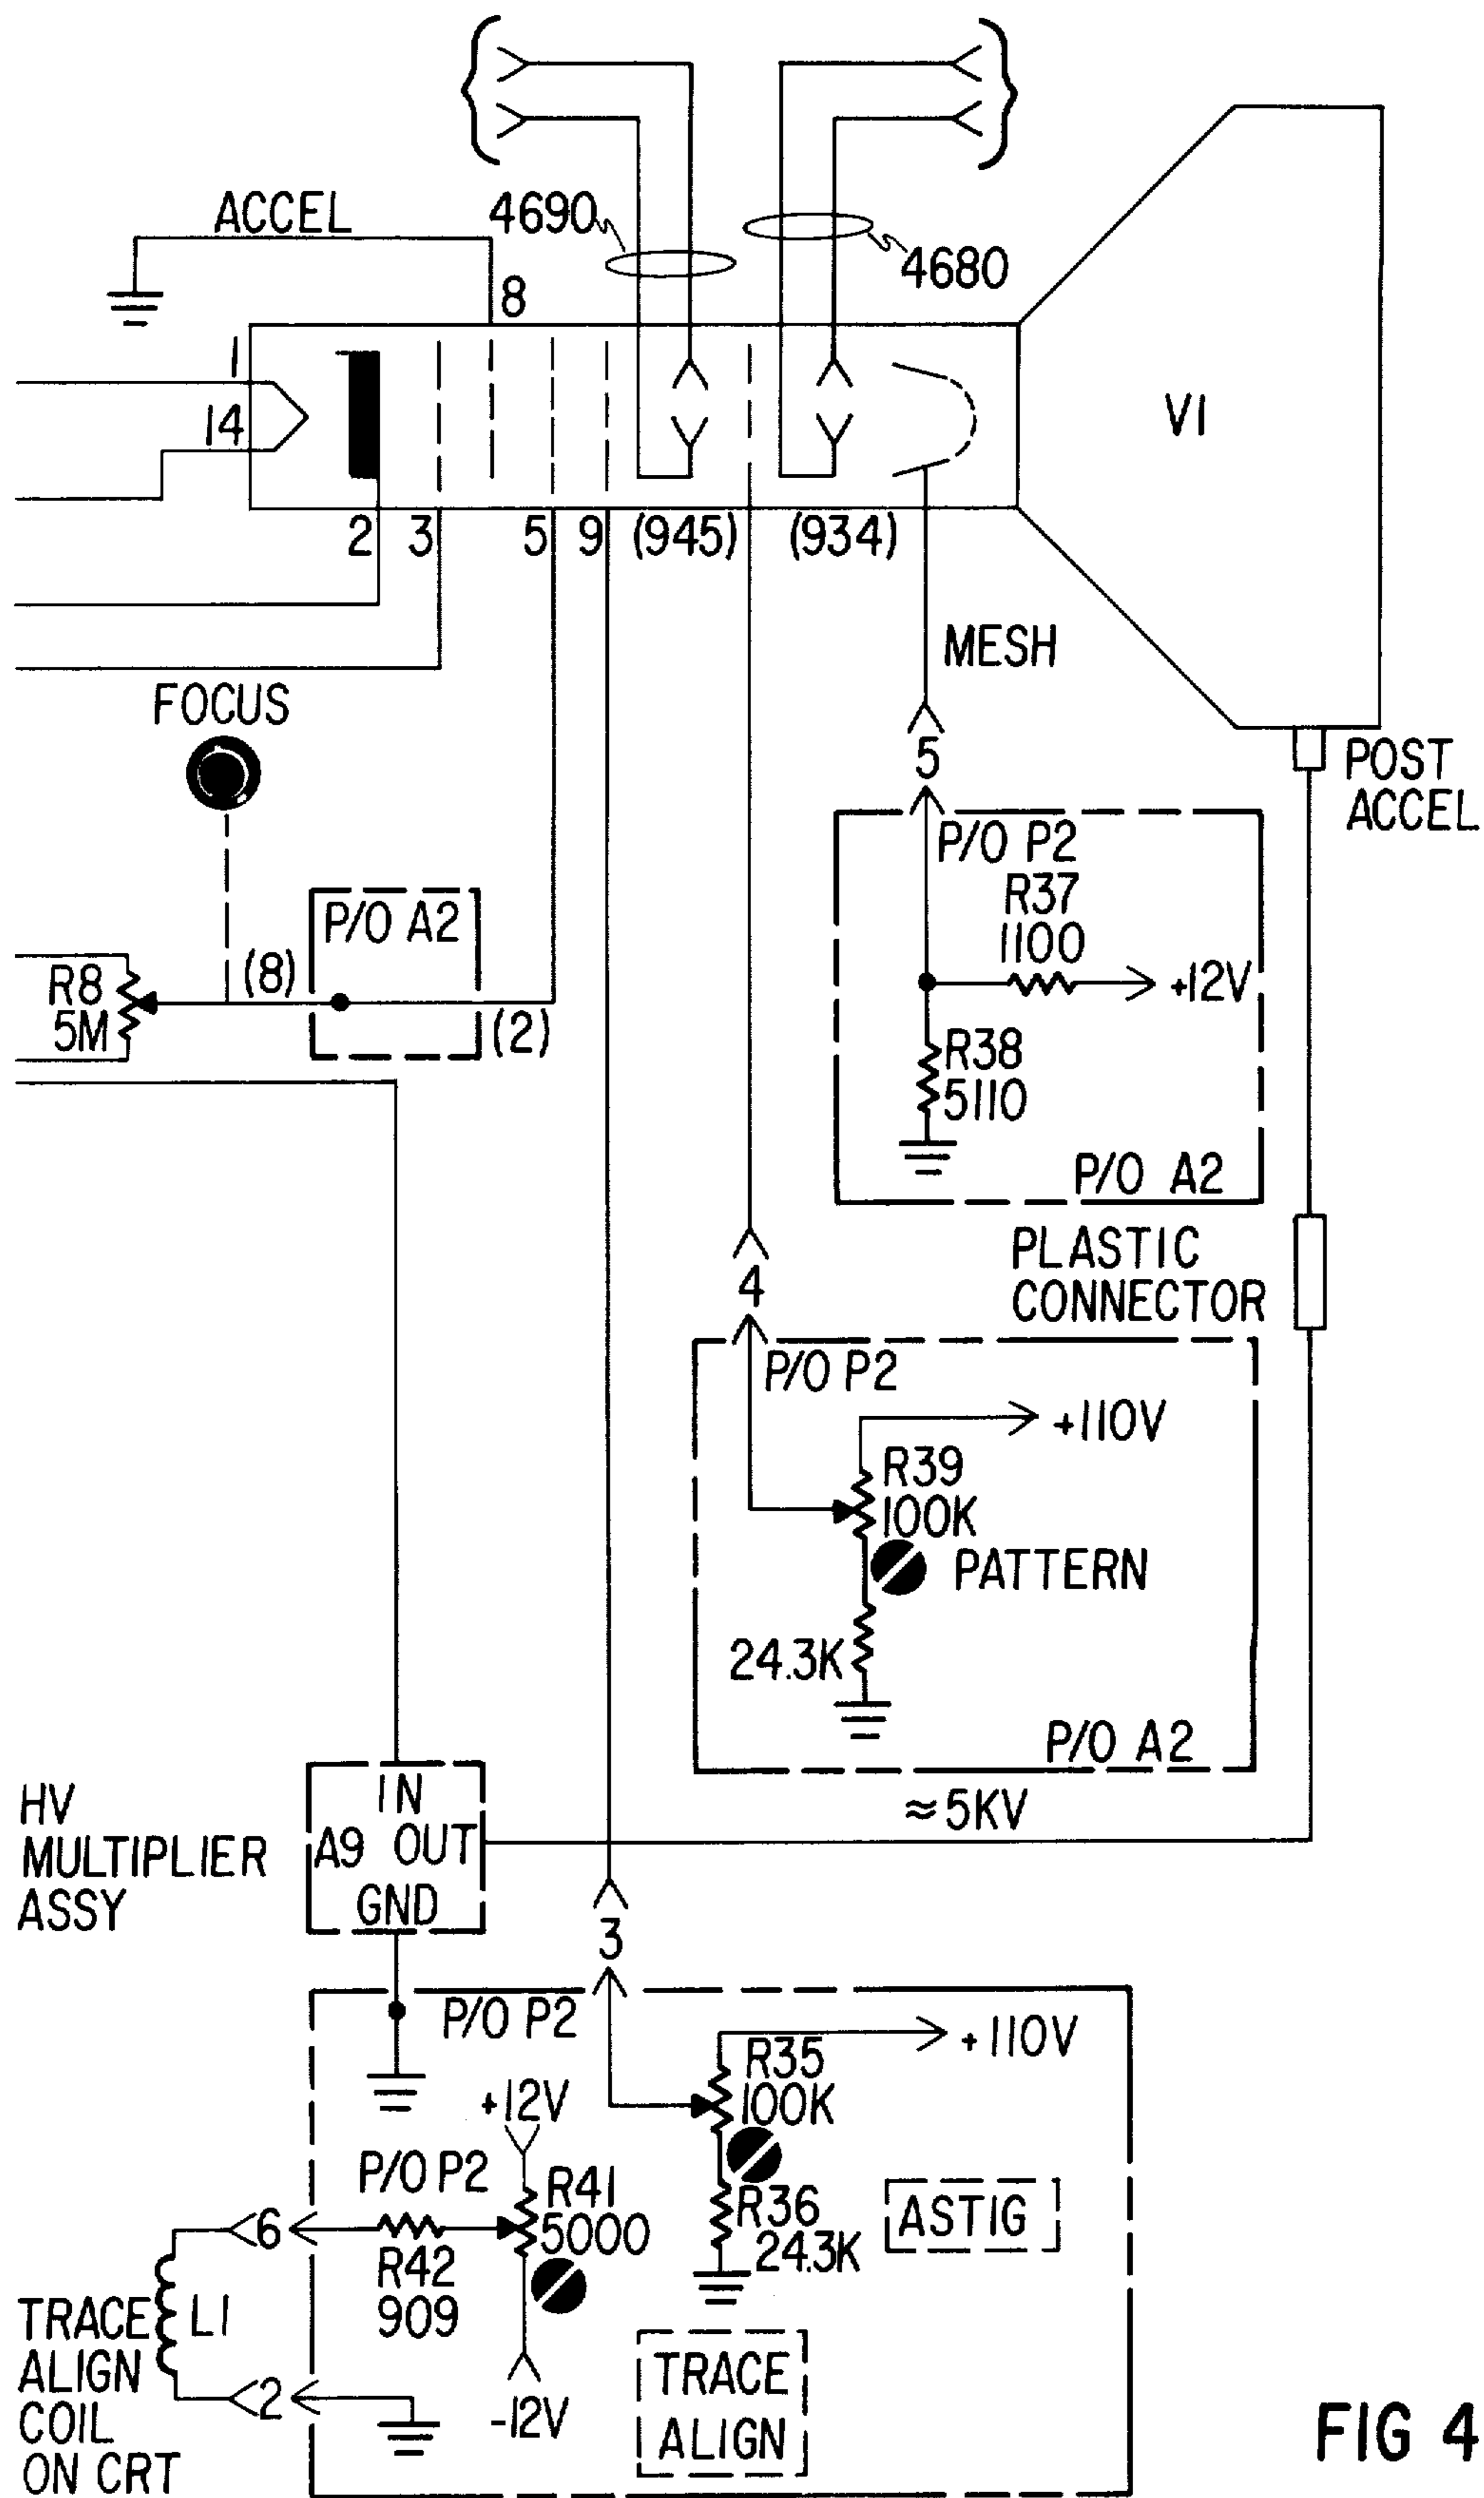 ACCEL
4690
4680
8
1
14
V1
2
3
5
9
(945)
(934)
MESH
FOCUS
5
POST
ACCEL
P/O P2
R37
1100
+12V
P/O A2
(8)
R8
5M
(2)
R38
5110
P/O A2
PLASTIC
CONNECTOR
4
P/O P2
+110V
R39
100K
PATTERN
24.3K
P/O A2
≈5KV
HV
MULTIPLIER
ASSY
IN
A9 OUT
GND
3
P/O P2
+110V
R35
100K
+12V
P/O P2
R41
5000
R36
24.3K
ASTIG
6
R42
909
TRACE
ALIGN
COIL
ON CRT
L1
2
-12V
TRACE
ALIGN
FIG 4